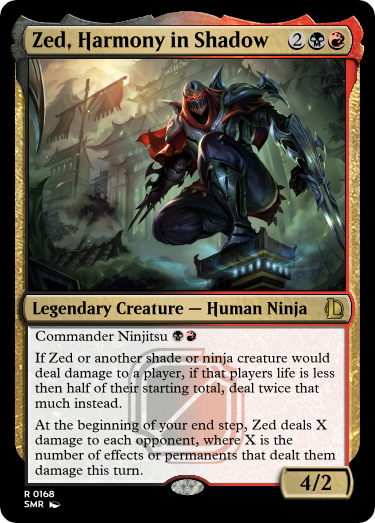 Zed, Harmony in Shadow 2
Legendary Creature — Human Ninja
Commander Ninjitsu
If Zed or another shade or ninja creature would
deal damage to a player, if that players life is less
then half of their starting total, deal twice that
much instead.
At the beginning of your end step, Zed deals X
damage to each opponent, where X is the
number of effects or permanents that dealt them
damage this turn.
4/2
R 0168
SMR